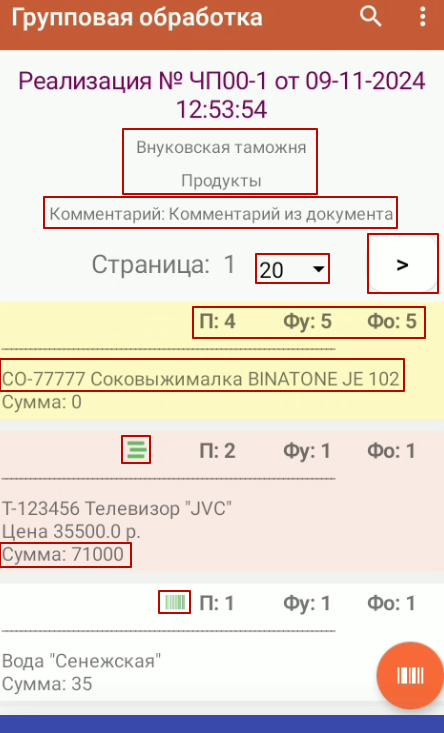 Групповая обработка
Реализация № ЧП00-1 от 09-11-2024
12:53:54
Внуковская таможня
Продукты
Комментарий: Комментарий из документа
Страница: 1 20 >
П: 4 Фу: 5 Фо: 5
СО-77777 Соковыжималка BINATONE JE 102
Сумма: 0
П: 2 Фу: 1 Фо: 1
Т-123456 Телевизор "JVC"
Цена 35500.0 р.
Сумма: 71000
П: 1 Фу: 1 Фо: 1
Вода "Сенежская"
Сумма: 35